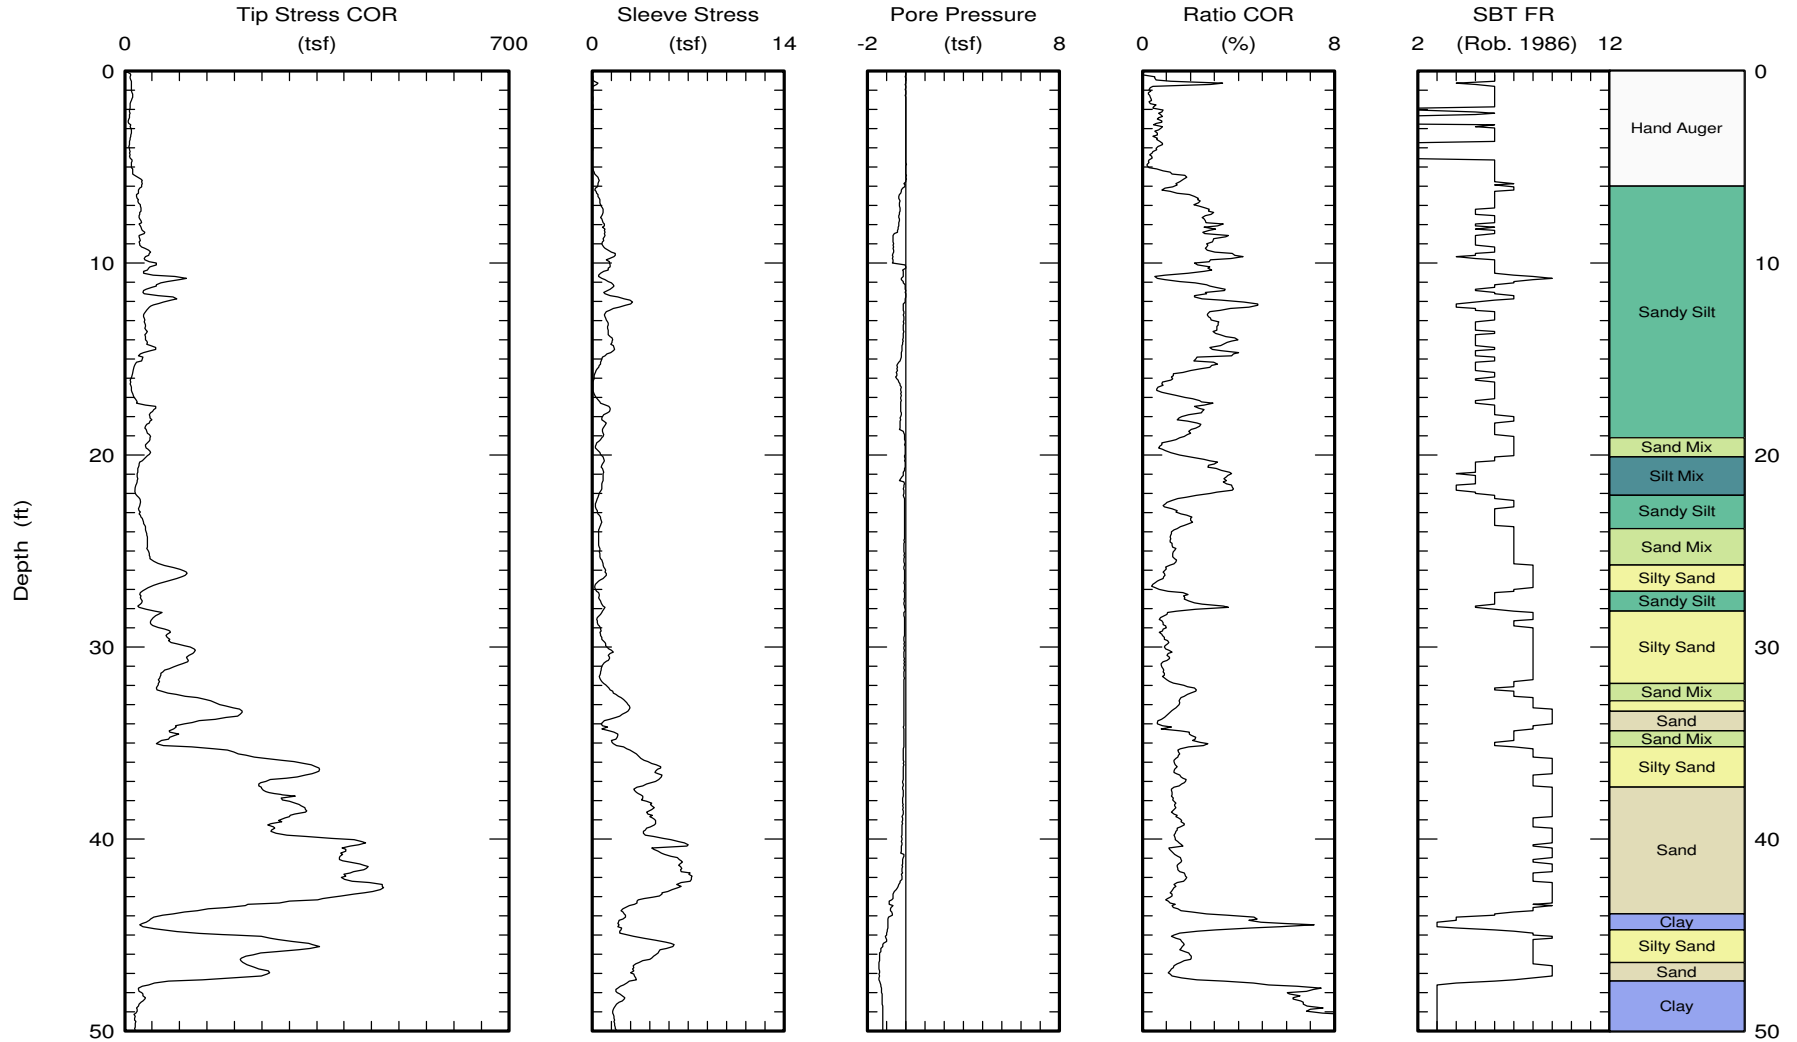 Tip Stress COR Sleeve Stress Pore Pressure Ratio COR SBT FR
0 (tsf) 700 0 (tsf) 14 -2 (tsf) 8 0 (%) 8 2 (Rob. 1986) 12
0 0
Hand Auger
10 10
Sandy Silt
Sand Mix
20 20
Silt Mix
Sandy Silt
Depth (ft)
Sand Mix
Silty Sand
Sandy Silt
30 Silty Sand 30
Sand Mix
Sand
Sand Mix
Silty Sand
40 40
Sand
Clay
Silty Sand
Sand
Clay
50 50